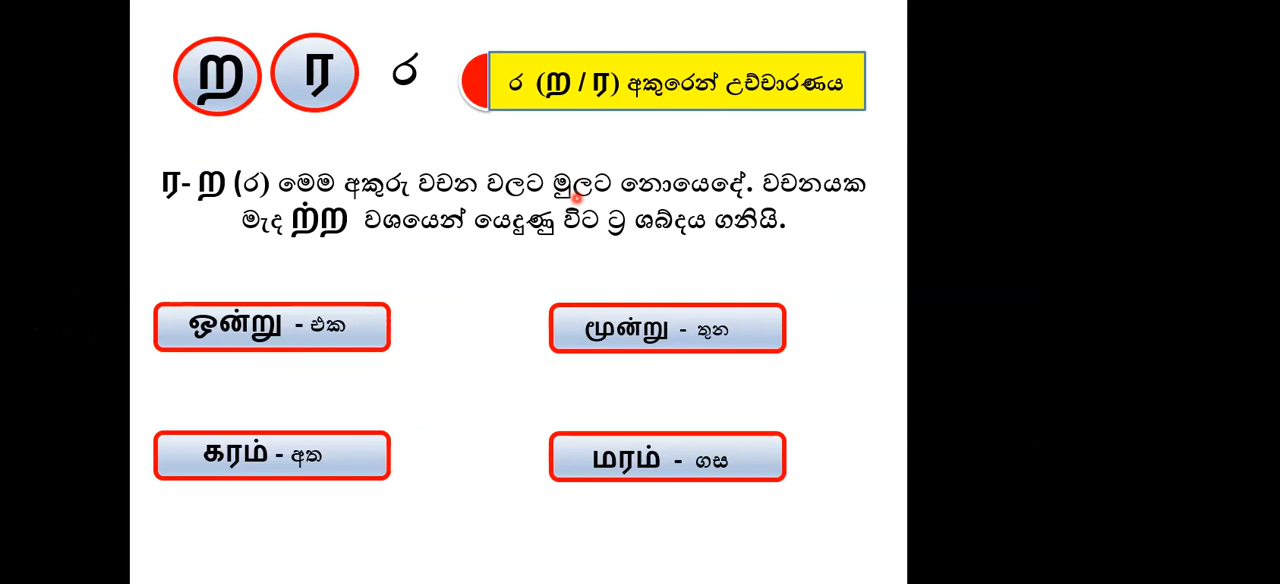 ற ர ර ර (ற / ர) අකුරෙන් උච්චාරණය
ர- ற (ර) මෙම අකුරු වචන වලට මුලට නොයෙදේ. වචනයක
මැද ற்ற වශයෙන් යෙදුණු විට ට්‍ර ශබ්දය ගනියි.
ஒன்று - එක
மூன்று - තුන
கரம் - අත
மரம் - ගස